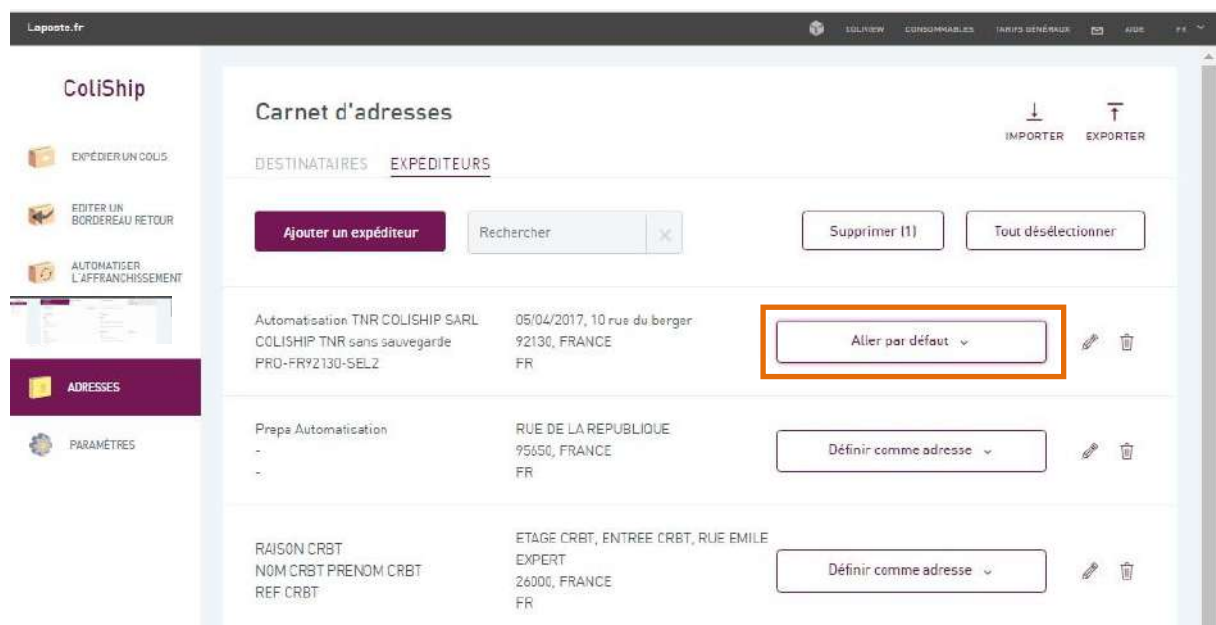 Laposte.fr
COLIVIEW CONSOMMABLES TARIFS GÉNÉRAUX AIDE FR
ColiShip
Carnet d'adresses
IMPORTER EXPORTER
EXPÉDIER UN COLIS
DESTINATAIRES EXPÉDITEURS
EDITER UN
BORDEREAU RETOUR
Ajouter un expéditeur Rechercher Supprimer (1) Tout désélectionner
AUTOMATISER
L'AFFRANCHISSEMENT
Automatisation TNR COLISHIP SARL
COLISHIP TNR sans sauvegarde
PRO-FR92130-SEL2
05/04/2017, 10 rue du berger
92130, FRANCE
FR
Aller par défaut
ADRESSES
PARAMÈTRES
Prepa Automatisation
-
-
RUE DE LA REPUBLIQUE
95650, FRANCE
FR
Définir comme adresse
RAISON CRBT
NOM CRBT PRENOM CRBT
REF CRBT
ETAGE CRBT, ENTREE CRBT, RUE EMILE
EXPERT
26000, FRANCE
FR
Définir comme adresse